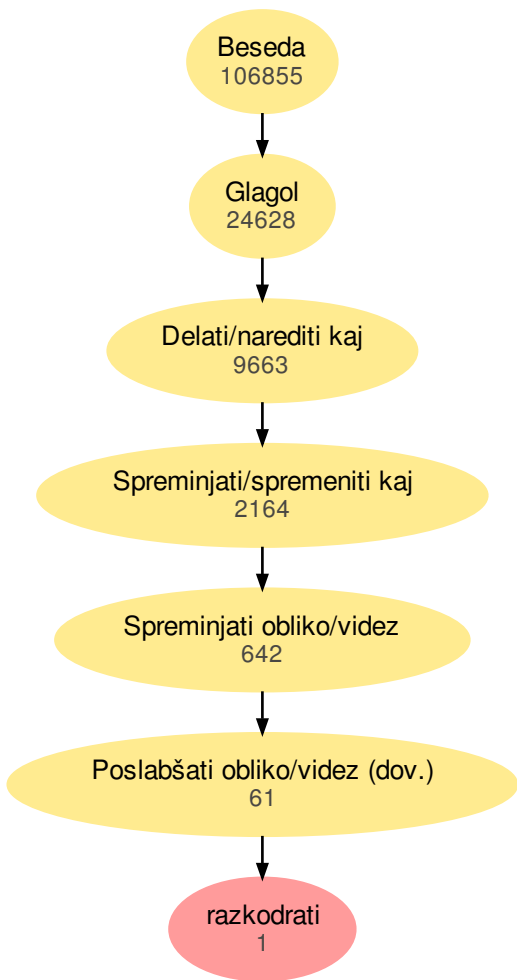 Beseda
106855
Glagol
24628
Delati/narediti kaj
9663
Spreminjati/spremeniti kaj
2164
Spreminjati obliko/videz
642
Poslabšati obliko/videz (dov.)
61
razkodrati
1